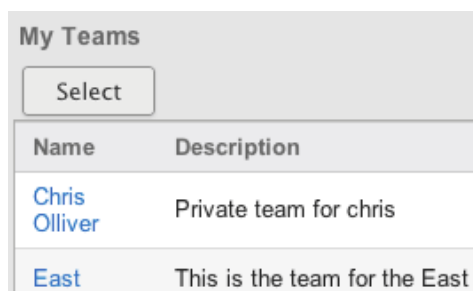 My Teams
Select
Name Description
Chris
Olliver
Private team for chris
East
This is the team for the East